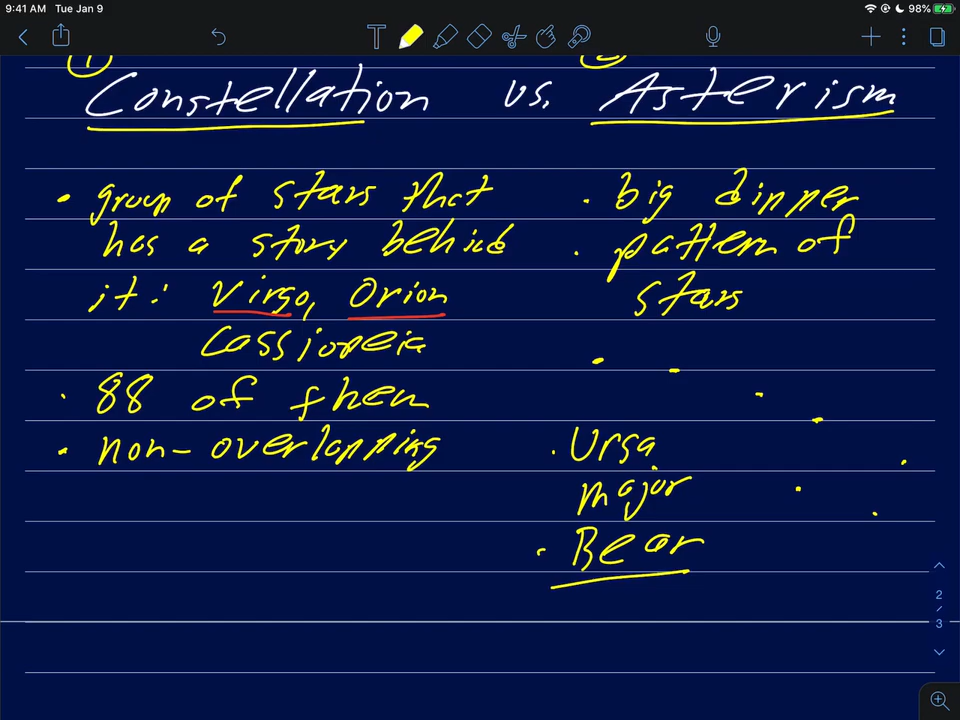 9:41 AM Tue Jan 9
98%
Constellation vs. Asterism
• group of stars that
has a story behind
it: Virgo, Orion
Cassiopeia
• 88 of them
• non-overlapping
• big dipper
• pattern of
stars
• Ursa
major
• Bear
2
/
3